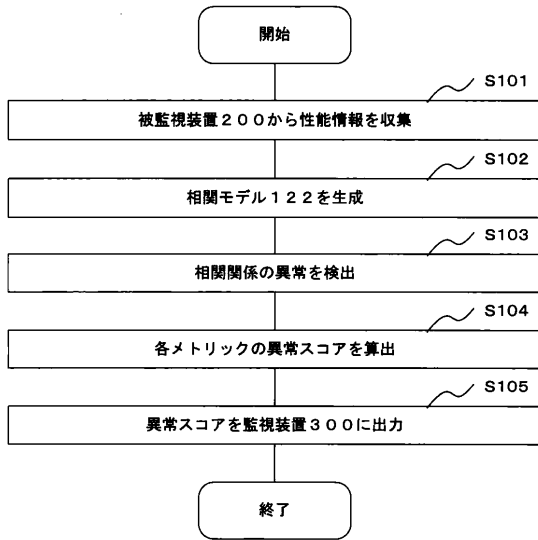 開始
S101
被監視装置200から性能情報を収集
S102
相関モデル122を生成
S103
相関関係の異常を検出
S104
各メトリックの異常スコアを算出
S105
異常スコアを監視装置300に出力
終了